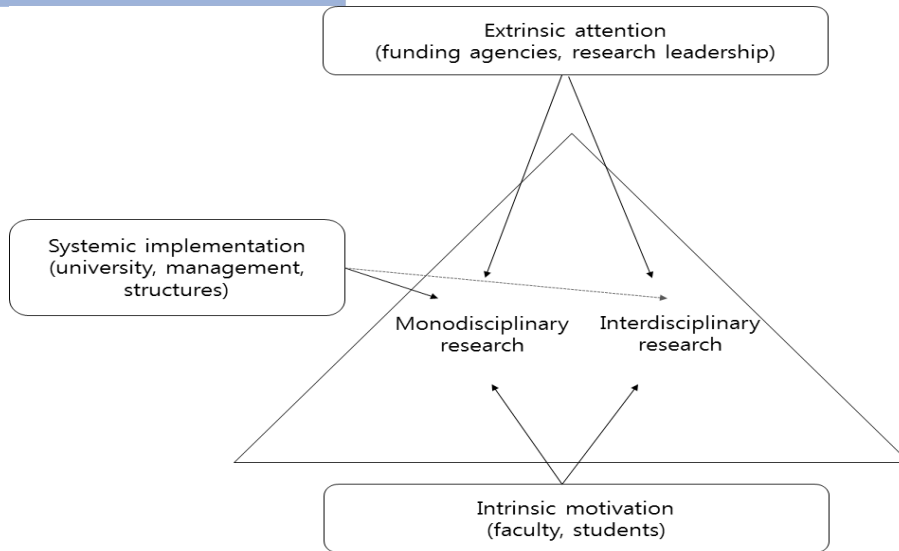 Extrinsic attention
(funding agencies, research leadership)
Systemic implementation
(university, management,
structures)
Monodisciplinary
research
Interdisciplinary
research
Intrinsic motivation
(faculty, students)